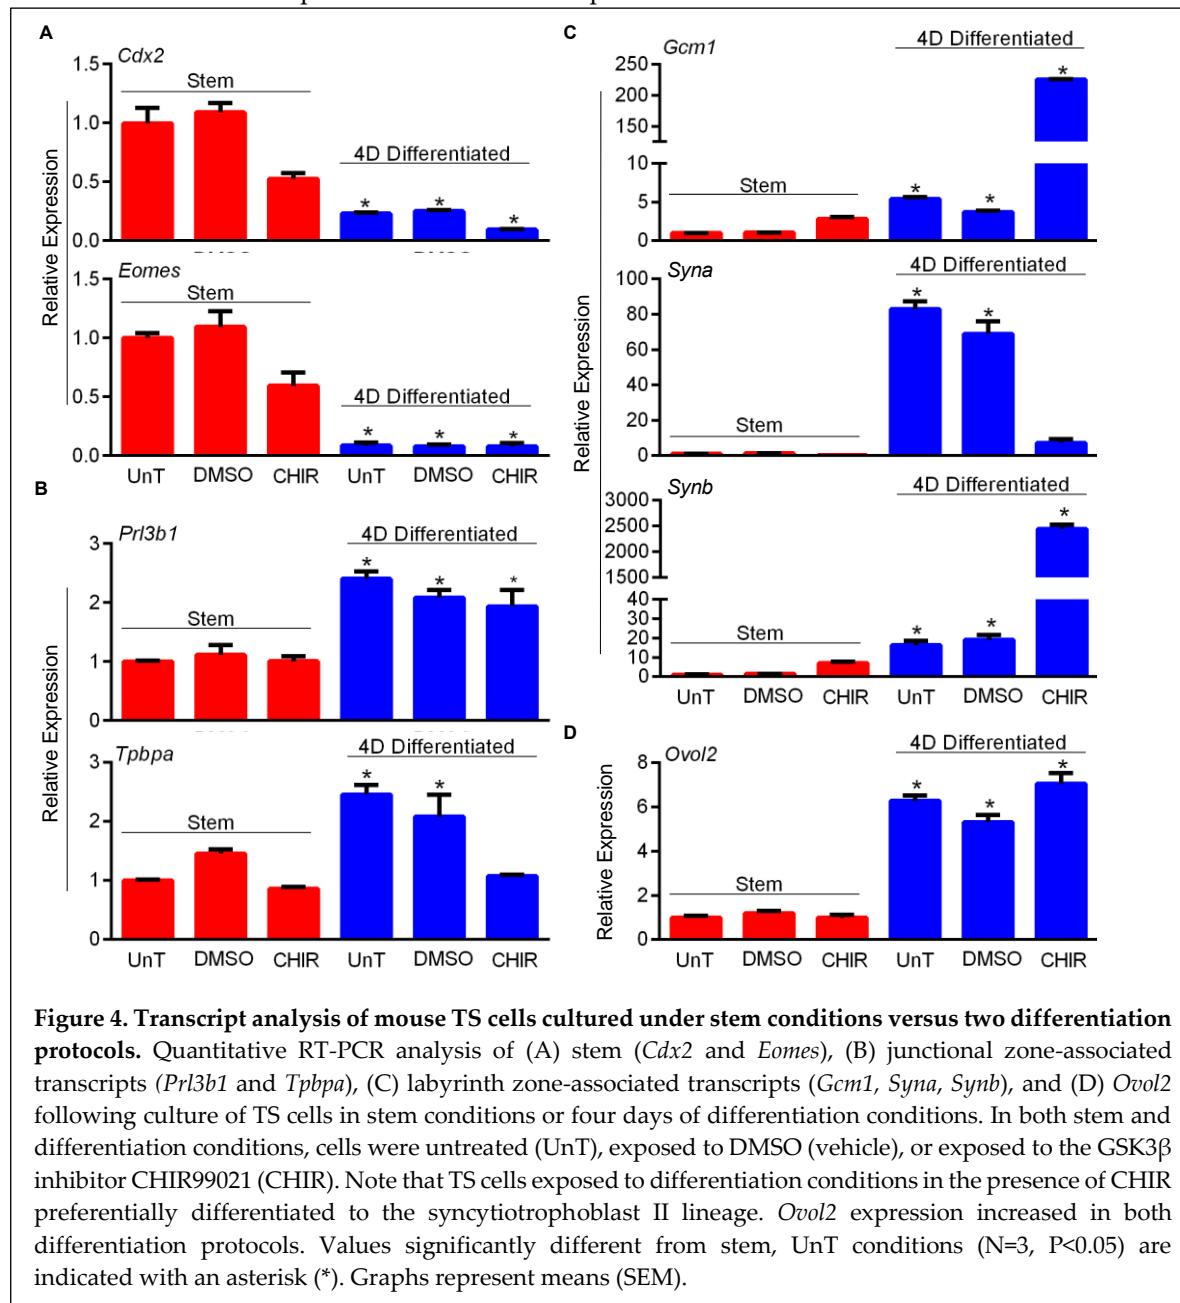 A
Cdx2
1.5
Stem
1.0
4D Differentiated
0.5
* * *
0.0
Eomes
1.5
Stem
1.0
0.5
4D Differentiated
* * *
0.0
UnT DMSO CHIR
Relative Expression
B
Prl3b1
3
4D Differentiated
* * *
2
Stem
1
0
Tpbpa
4D Differentiated
3
* *
2
Stem
1
0
UnT DMSO CHIR UnT DMSO CHIR
Relative Expression
C
Gcm1
4D Differentiated
250
*
200
150
10
Stem
5
* *
0
Syna
4D Differentiated
100
80
* *
60
40
Stem
20
0
Synb
4D Differentiated
3000
*
2500
2000
1500
40
30
Stem
20
* *
10
0
UnT DMSO CHIR UnT DMSO CHIR
Relative Expression
D
Ovol2
4D Differentiated
8
* * *
6
4
Stem
2
0
UnT DMSO CHIR UnT DMSO CHIR
Relative Expression
Figure 4. Transcript analysis of mouse TS cells cultured under stem conditions versus two differentiation
protocols. Quantitative RT-PCR analysis of (A) stem (Cdx2 and Eomes), (B) junctional zone-associated
transcripts (Prl3b1 and Tpbpa), (C) labyrinth zone-associated transcripts (Gcm1, Syna, Synb), and (D) Ovol2
following culture of TS cells in stem conditions or four days of differentiation conditions. In both stem and
differentiation conditions, cells were untreated (UnT), exposed to DMSO (vehicle), or exposed to the GSK3β
inhibitor CHIR99021 (CHIR). Note that TS cells exposed to differentiation conditions in the presence of CHIR
preferentially differentiated to the syncytiotrophoblast II lineage. Ovol2 expression increased in both
differentiation protocols. Values significantly different from stem, UnT conditions (N=3, P<0.05) are
indicated with an asterisk (*). Graphs represent means (SEM).